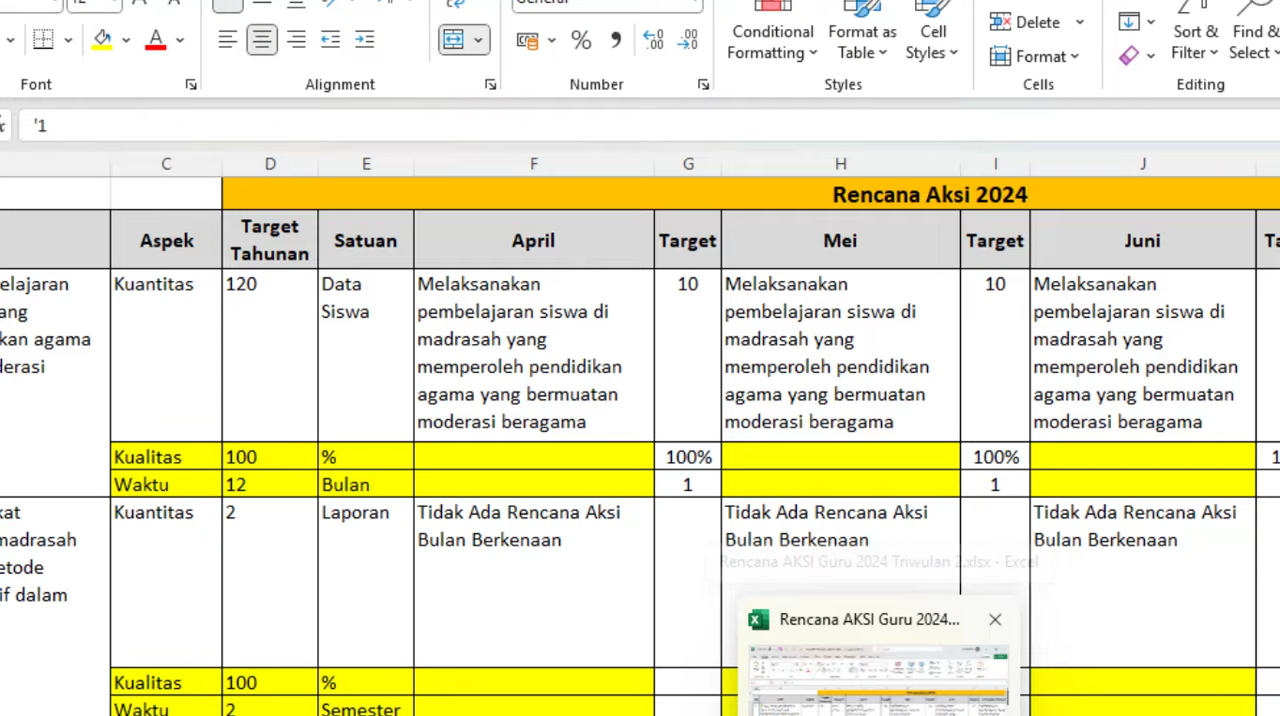 General
Delete
Format
Conditional Formatting
Format as Table
Cell Styles
Sort & Filter
Find & Select
Font
Alignment
Number
Styles
Cells
Editing
'1
C D E F G H I J
Rencana Aksi 2024
Aspek
Target Tahunan
Satuan
April
Target
Mei
Target
Juni
elajaran
ang
kan agama
derasi
Kuantitas
120
Data
Siswa
Melaksanakan
pembelajaran siswa di
madrasah yang
memperoleh pendidikan
agama yang bermuatan
moderasi beragama
10
Melaksanakan
pembelajaran siswa di
madrasah yang
memperoleh pendidikan
agama yang bermuatan
moderasi beragama
10
Melaksanakan
pembelajaran siswa di
madrasah yang
memperoleh pendidikan
agama yang bermuatan
moderasi beragama
Kualitas 100 % 100% 100%
Waktu 12 Bulan 1 1
kat
madrasah
etode
if dalam
Kuantitas
2
Laporan
Tidak Ada Rencana Aksi
Bulan Berkenaan
Tidak Ada Rencana Aksi
Bulan Berkenaan
Tidak Ada Rencana Aksi
Bulan Berkenaan
Rencana AKSI Guru 2024 Triwulan 2.xlsx - Excel
Rencana AKSI Guru 2024...
Kualitas 100 %
Waktu 2 Semester